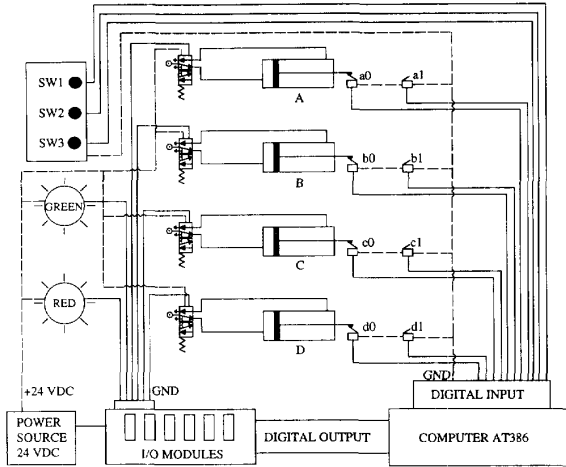 SW1
SW2
SW3
a0
a1
A
b0
b1
B
GREEN
c0
c1
C
RED
d0
d1
D
+24 VDC
GND
GND
DIGITAL INPUT
POWER
SOURCE
24 VDC
I/O MODULES
DIGITAL OUTPUT
COMPUTER AT386